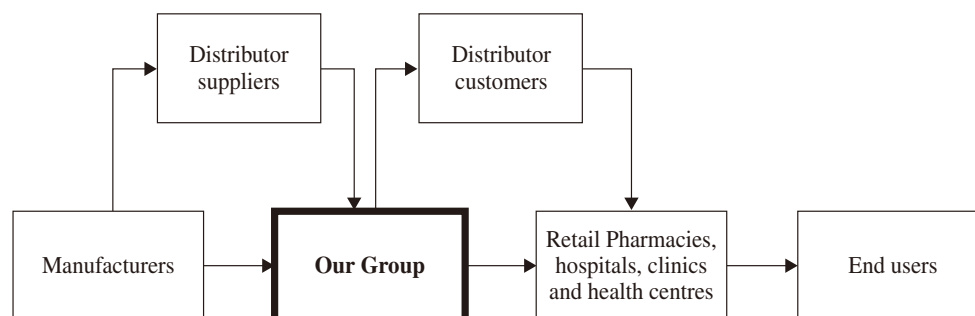 Distributor
suppliers
Distributor
customers
Manufacturers
Our Group
Retail Pharmacies,
hospitals, clinics
and health centres
End users